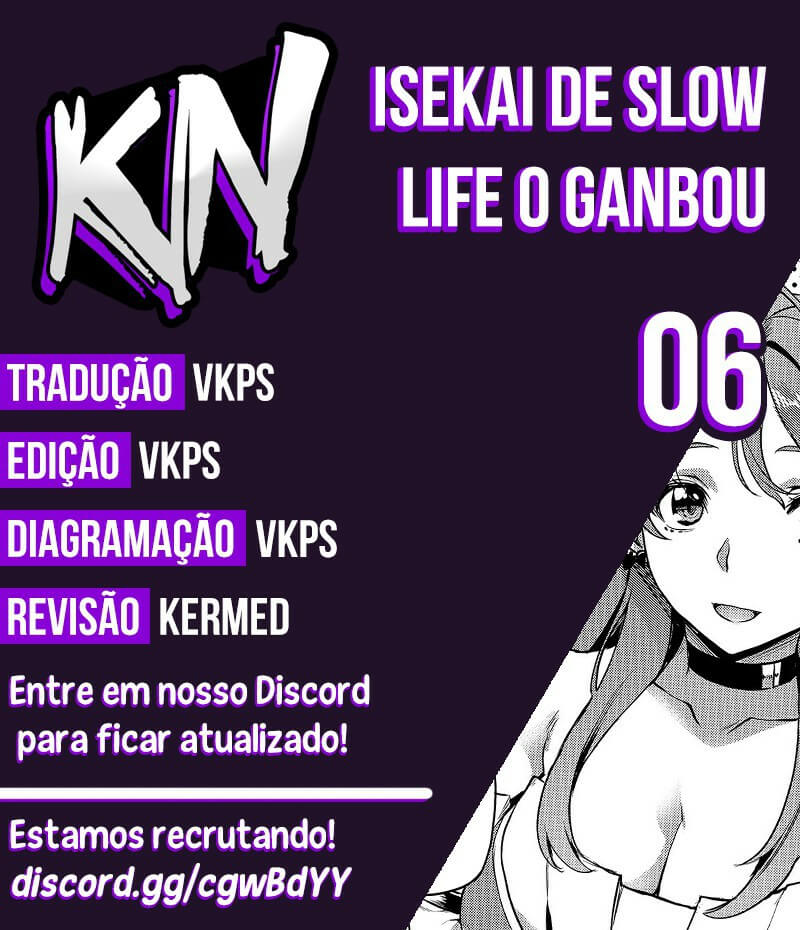 KN
ISEKAI DE SLOW
LIFE O GANBOU
06
TRADUÇÃO VKPS
EDIÇÃO VKPS
DIAGRAMAÇÃO VKPS
REVISÃO KERMED
Entre em nosso Discord
para ficar atualizado!
Estamos recrutando!
discord.gg/cgwBdYY